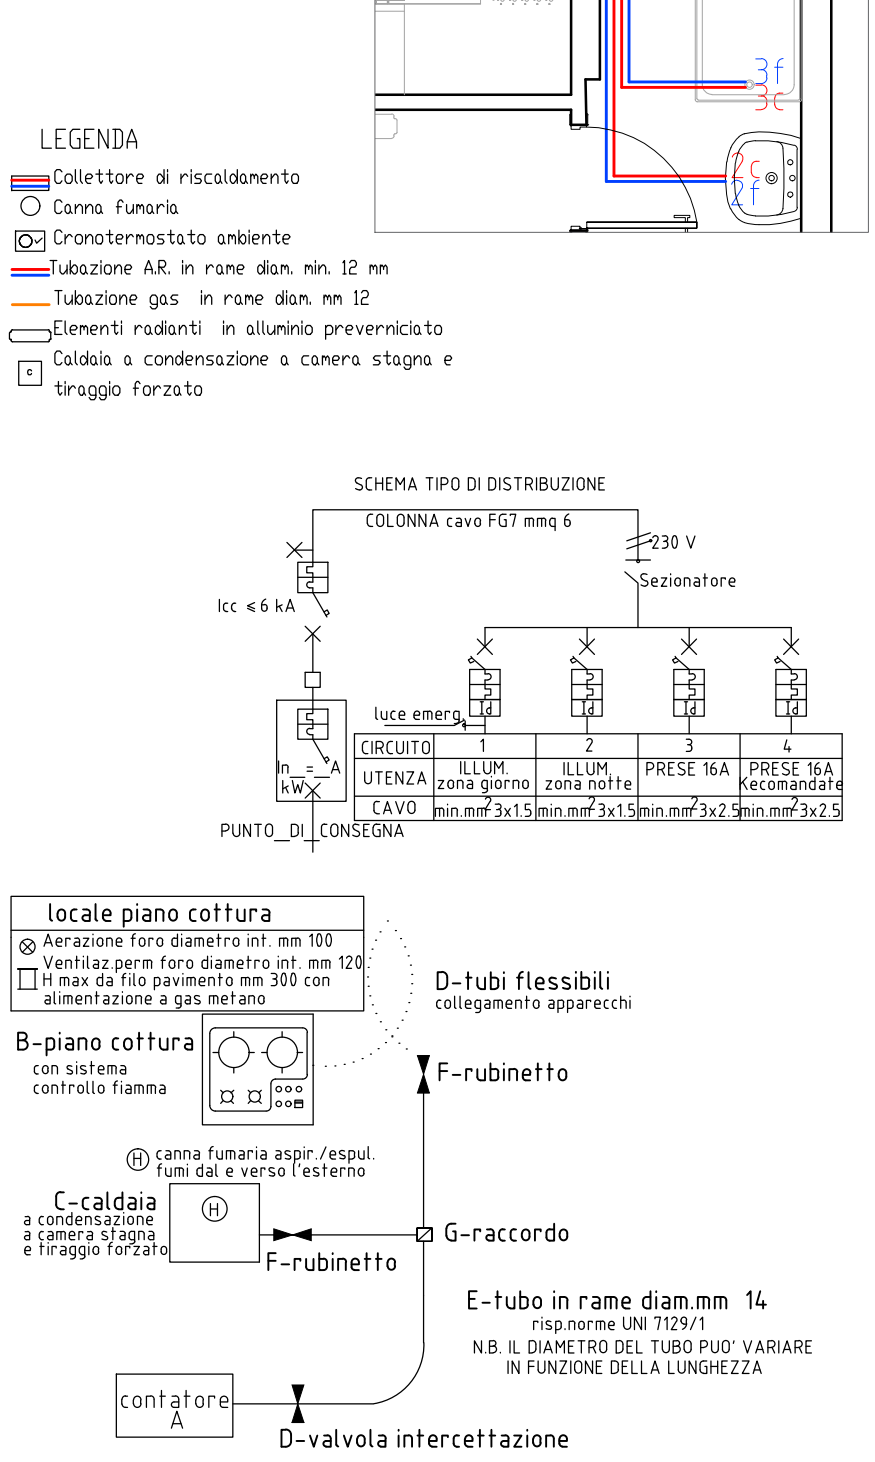 3f
3c
2c
2f
LEGENDA
Collettore di riscaldamento
Canna fumaria
Cronotermostato ambiente
Tubazione A.R. in rame diam. min. 12 mm
Tubazione gas in rame diam. mm 12
Elementi radianti in alluminio preverniciato
c
Caldaia a condensazione a camera stagna e
tiraggio forzato
SCHEMA TIPO DI DISTRIBUZIONE
COLONNA cavo FG7 mmq 6
230 V
Sezionatore
Icc ≤6 kA
Id Id Id Id
luce emerg.
In__=__A
kW
PUNTO__DI__CONSEGNA
CIRCUITO 1 2 3 4
UTENZA ILLUM. zona giorno ILLUM. zona notte PRESE 16A PRESE 16A Kecomandate
CAVO min.mm² 3x1.5 min.mm² 3x1.5 min.mm² 3x2.5 min.mm² 3x2.5
locale piano cottura
Aerazione foro diametro int. mm 100
Ventilaz.perm foro diametro int. mm 120
H max da filo pavimento mm 300 con
alimentazione a gas metano
D-tubi flessibili
collegamento apparecchi
B-piano cottura
con sistema
controllo fiamma
F-rubinetto
H canna fumaria aspir./espul.
fumi dal e verso l'esterno
C-caldaia
a condensazione
a camera stagna
e tiraggio forzato
H
F-rubinetto
G-raccordo
E-tubo in rame diam.mm 14
risp.norme UNI 7129/1
N.B. IL DIAMETRO DEL TUBO PUO' VARIARE
IN FUNZIONE DELLA LUNGHEZZA
contatore
A
D-valvola intercettazione